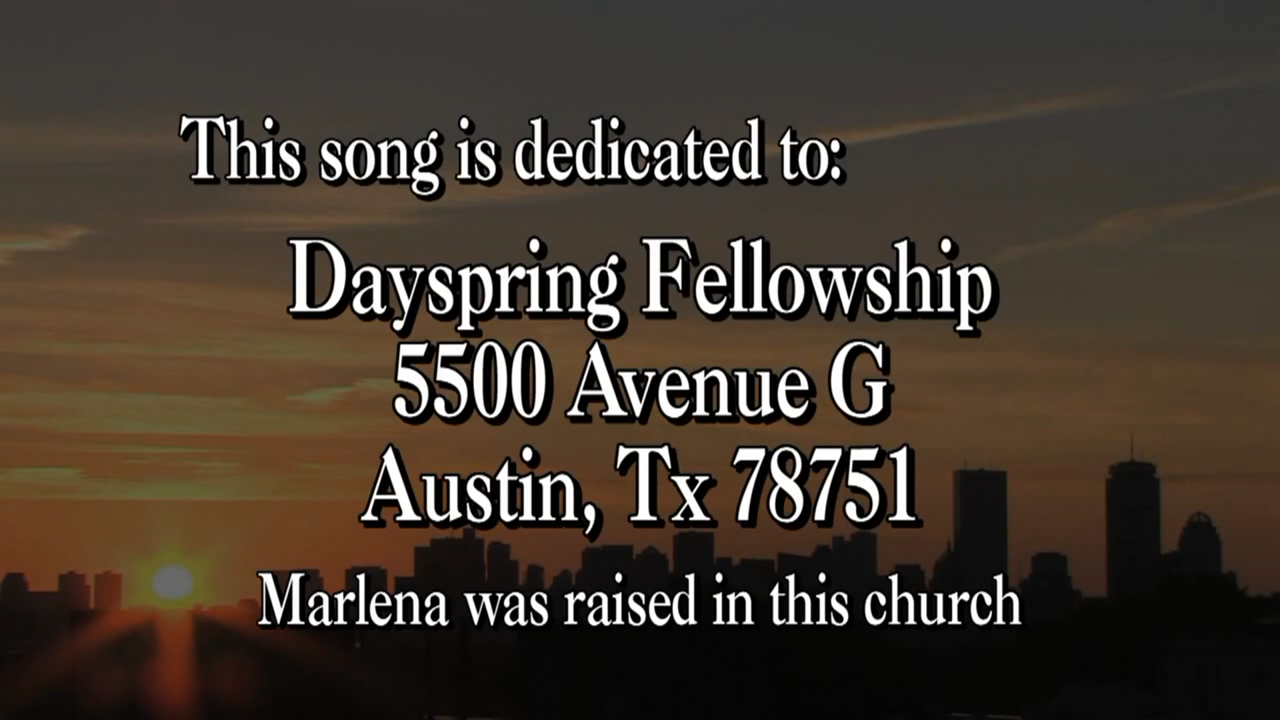 This song is dedicated to:
Dayspring Fellowship
5500 Avenue G
Austin, Tx 78751
Marlena was raised in this church